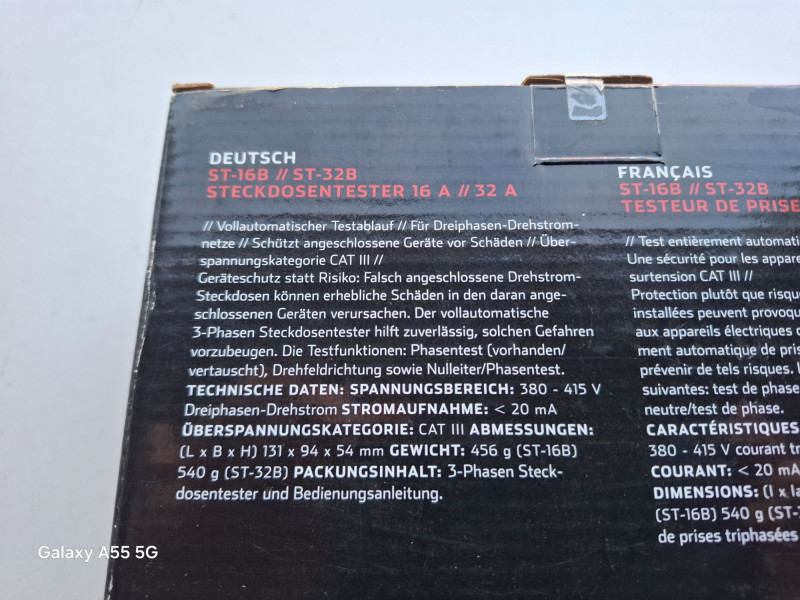 DEUTSCH
ST-16B // ST-32B
STECKDOSENTESTER 16 A // 32 A
// Vollautomatischer Testablauf // Für Dreiphasen-Drehstrom-
netze // Schützt angeschlossene Geräte vor Schäden // Über-
spannungskategorie CAT III //
Geräteschutz statt Risiko: Falsch angeschlossene Drehstrom-
Steckdosen können erhebliche Schäden in den daran ange-
schlossenen Geräten verursachen. Der vollautomatische
3-Phasen Steckdosentester hilft zuverlässig, solchen Gefahren
vorzubeugen. Die Testfunktionen: Phasentest (vorhanden/
vertauscht), Drehfeldrichtung sowie Nulleiter/Phasentest.
TECHNISCHE DATEN: SPANNUNGSBEREICH: 380 - 415 V
Dreiphasen-Drehstrom STROMAUFNAHME: < 20 mA
ÜBERSPANNUNGSKATEGORIE: CAT III ABMESSUNGEN:
(L x B x H) 131 x 94 x 54 mm GEWICHT: 456 g (ST-16B)
540 g (ST-32B) PACKUNGSINHALT: 3-Phasen Steck-
dosentester und Bedienungsanleitung.
FRANÇAIS
ST-16B // ST-32B
TESTEUR DE PRISE
// Test entièrement automati
Une sécurité pour les appare
surtension CAT III //
Protection plutôt que risqu
installées peuvent provoqu
aux appareils électriques
ment automatique de pris
prévenir de tels risques.
suivantes: test de phase
neutre/test de phase.
CARACTÉRISTIQUES
380 - 415 V courant tr
COURANT: < 20 mA
DIMENSIONS: (l x la
(ST-16B) 540 g (ST-
de prises triphasées
Galaxy A55 5G